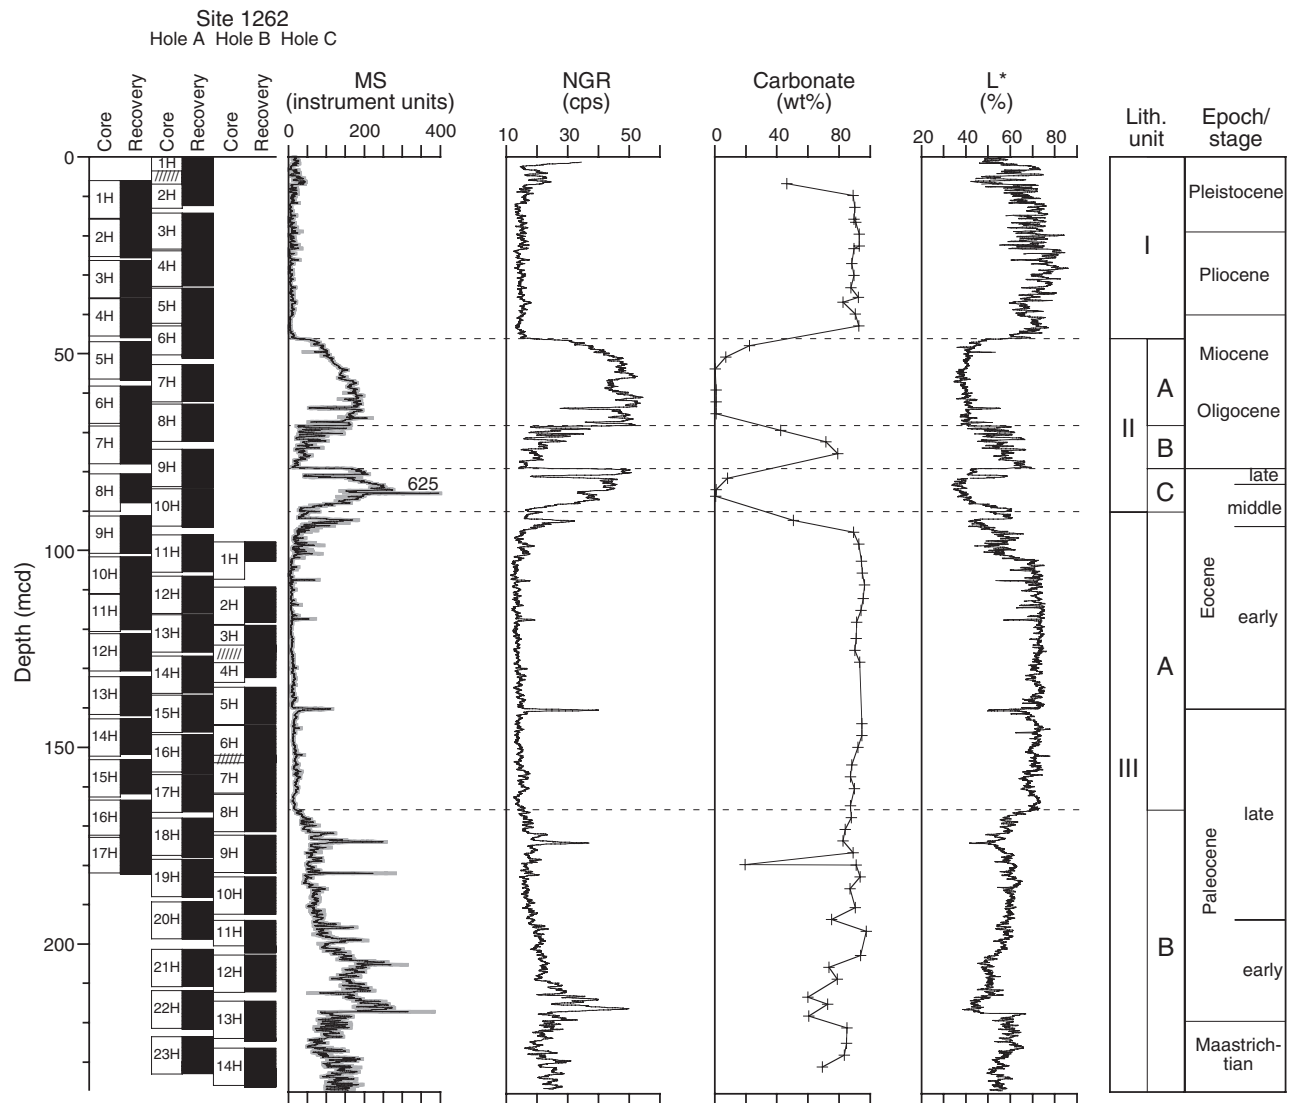 Site 1262
Hole A Hole B Hole C
Core
Recovery
Core
Recovery
Core
Recovery
MS
(instrument units)
0 200 400
NGR
(cps)
10 30 50
Carbonate
(wt%)
0 40 80
L*
(%)
20 40 60 80
Lith.
unit
Epoch/
stage
Depth (mcd)
0
50
100
150
200
1H
2H
3H
4H
5H
6H
7H
8H
9H
10H
11H
12H
13H
14H
15H
16H
17H
1H
2H
3H
4H
5H
6H
7H
8H
9H
10H
11H
12H
13H
14H
15H
16H
17H
18H
19H
20H
21H
22H
23H
1H
2H
3H
4H
5H
6H
7H
8H
9H
10H
11H
12H
13H
14H
625
I
II
A
B
C
III
A
B
Pleistocene
Pliocene
Miocene
Oligocene
late
middle
Eocene
early
Paleocene
late
early
Maastrich-
tian